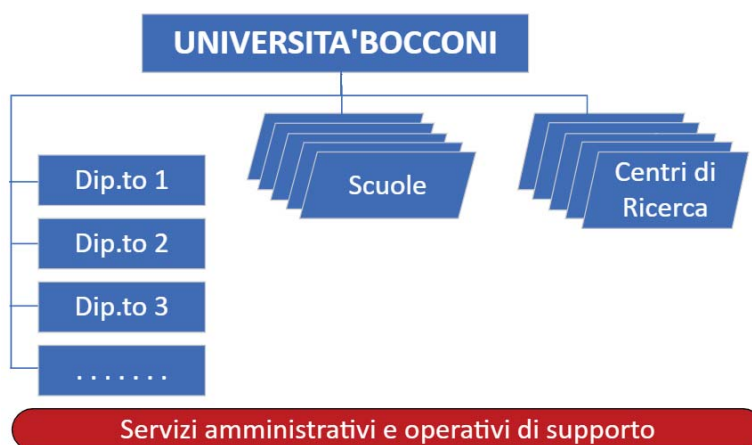 UNIVERSITA'BOCCONI
Dip.to 1
Dip.to 2
Dip.to 3
. . . . . . .
Scuole
Centri di
Ricerca
Servizi amministrativi e operativi di supporto